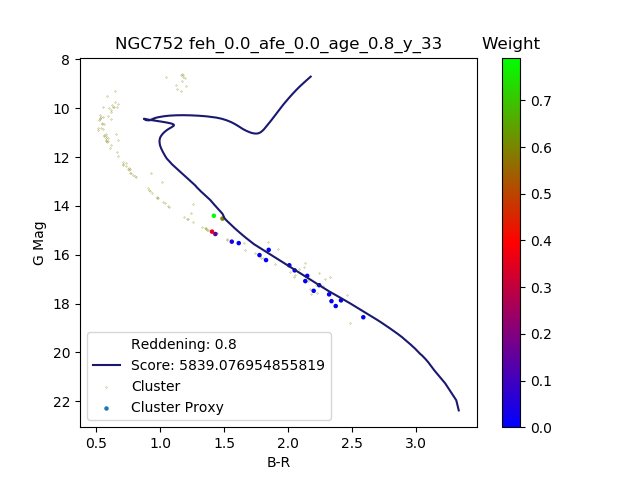 NGC752 feh_0.0_afe_0.0_age_0.8_y_33
Weight
8
10
12
14
16
18
20
22
G Mag
0.5
1.0
1.5
2.0
2.5
3.0
B-R
Reddening: 0.8
Score: 5839.076954855819
Cluster
Cluster Proxy
0.7
0.6
0.5
0.4
0.3
0.2
0.1
0.0